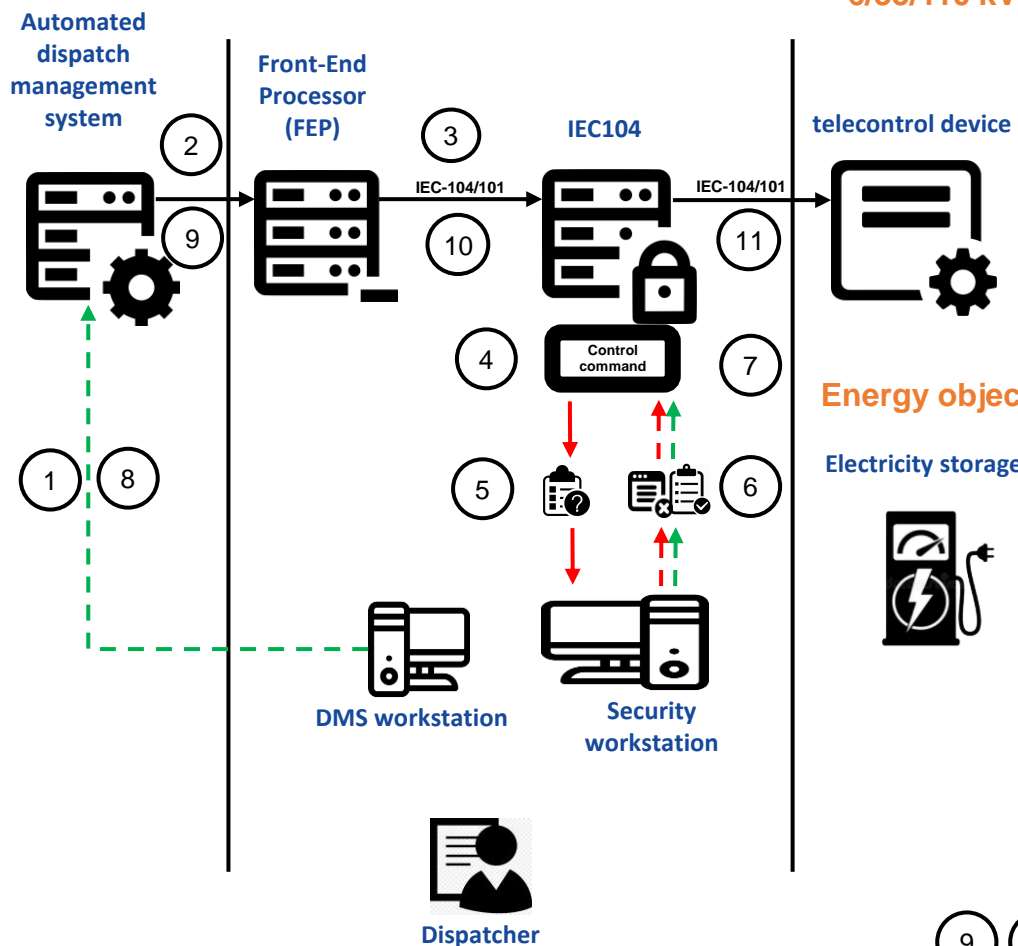 Automated
dispatch
management
system
Front-End
Processor
(FEP)
IEC104
telecontrol device
2
3
IEC-104/101
IEC-104/101
9
10
11
4
Control
command
7
Energy objec
1
8
5
?
6
Electricity storage
DMS workstation
Security
workstation
Dispatcher
9